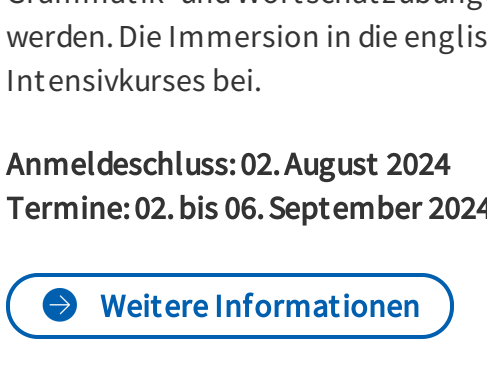 werden. Die Immersion in die englis
Intensivkurses bei.
Anmeldeschluss: 02. August 2024
Termine: 02. bis 06. September 2024
Weitere Informationen